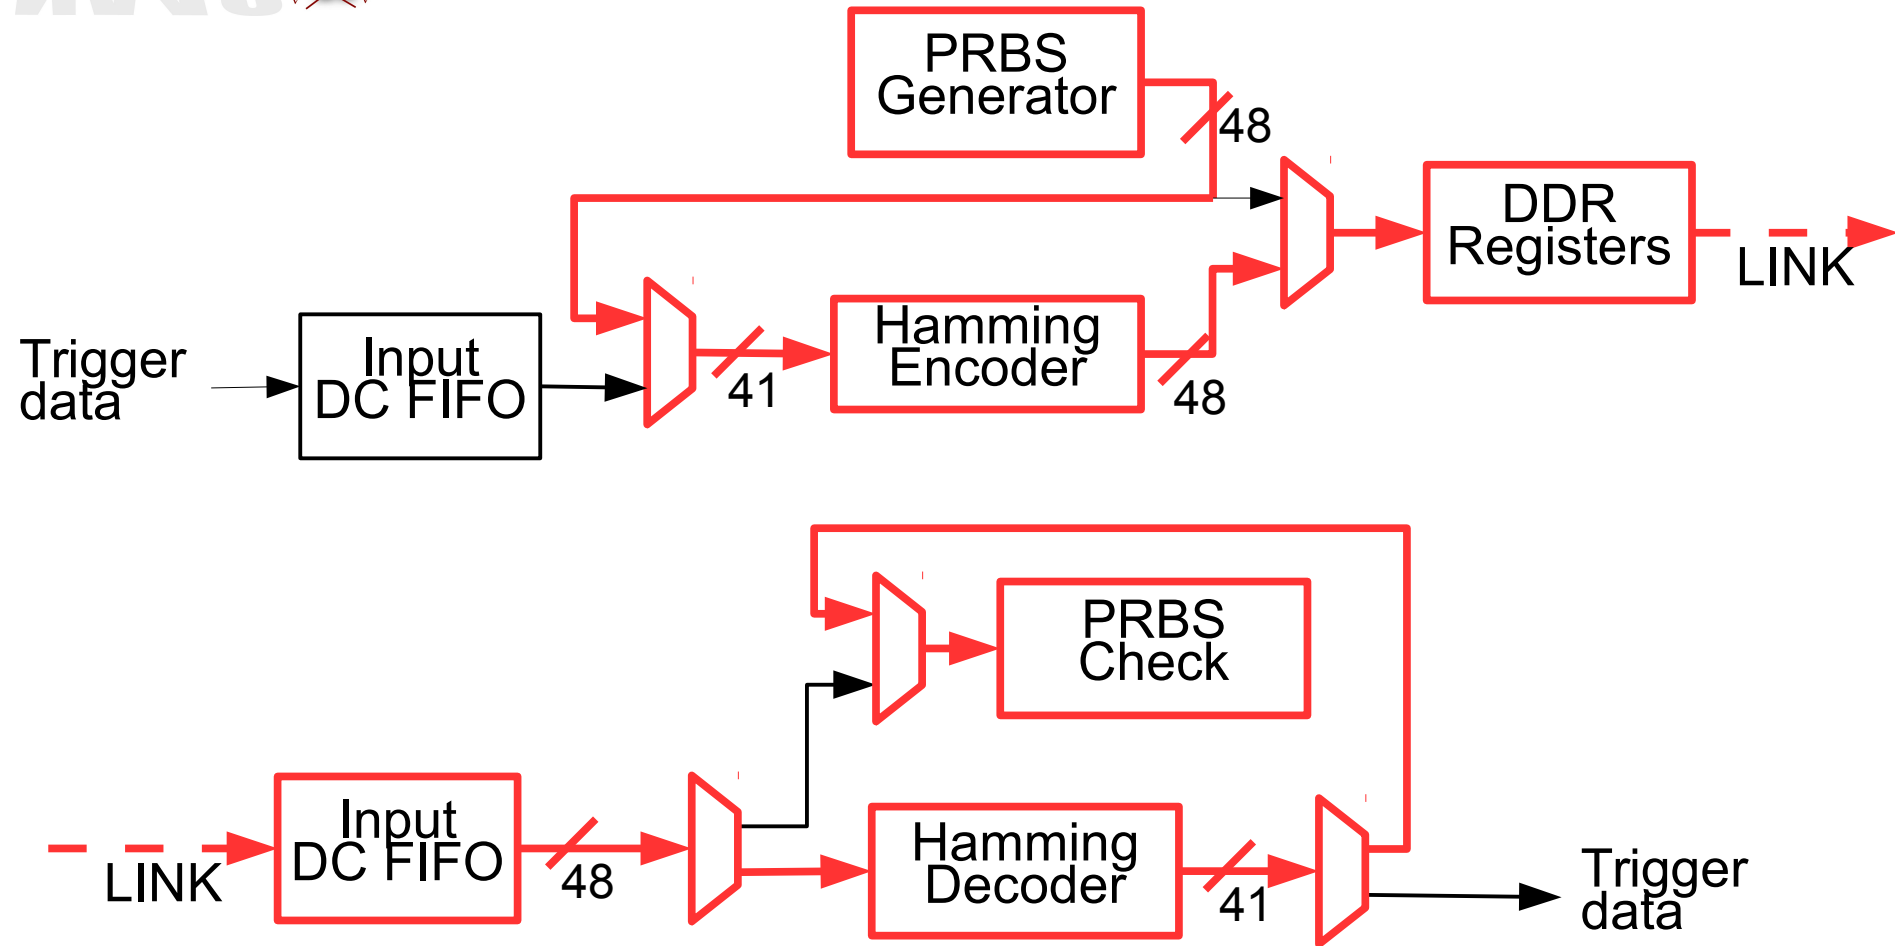 PRBS
Generator
48
DDR
Registers
LINK
Hamming
Encoder
Trigger
data
Input
DC FIFO
41
48
PRBS
Check
Input
DC FIFO
LINK
48
Hamming
Decoder
41
Trigger
data